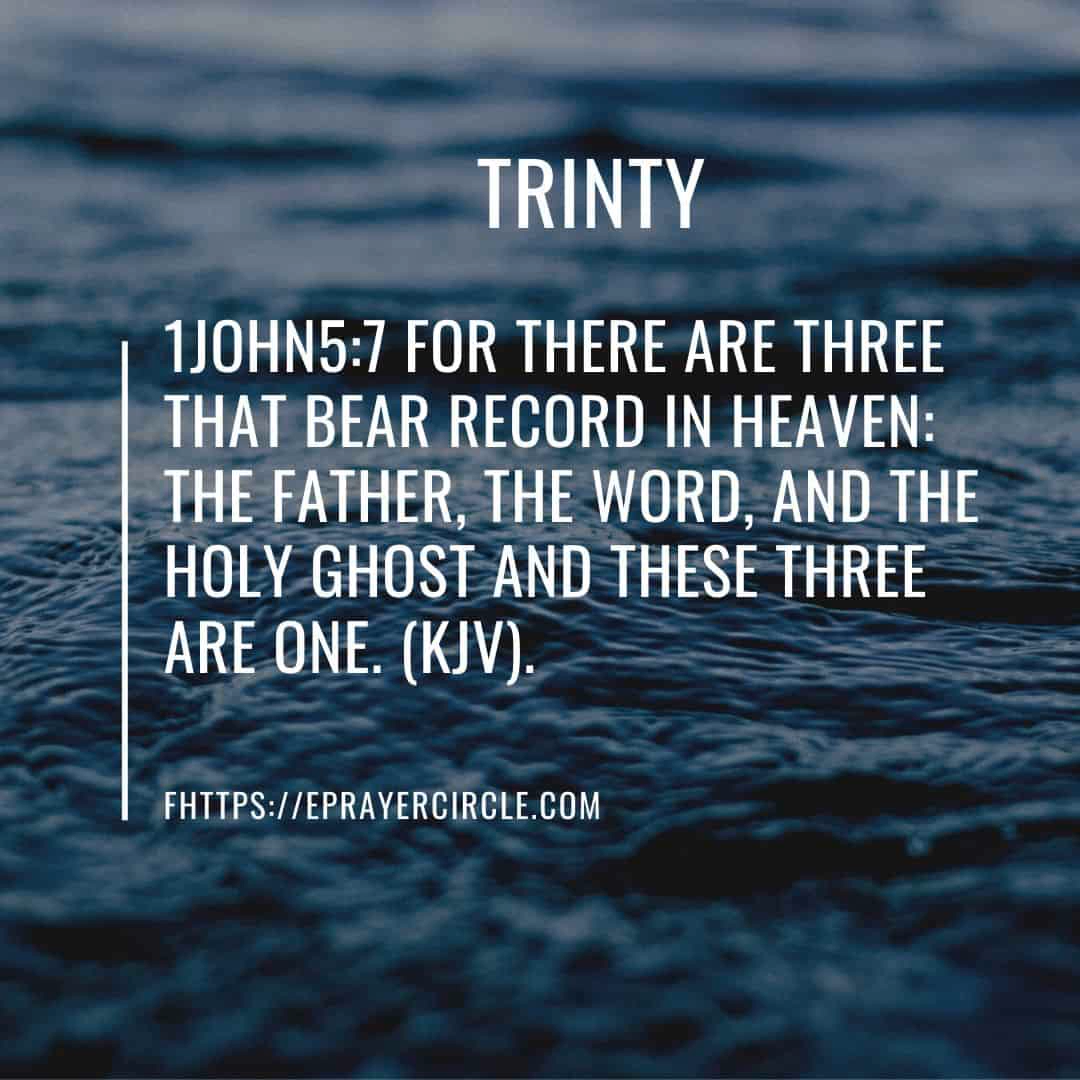 TRINTY
1JOHN5:7 FOR THERE ARE THREE
THAT BEAR RECORD IN HEAVEN:
THE FATHER, THE WORD, AND THE
HOLY GHOST AND THESE THREE
ARE ONE. (KJV).
FHTTPS://EPRAYERCIRCLE.COM